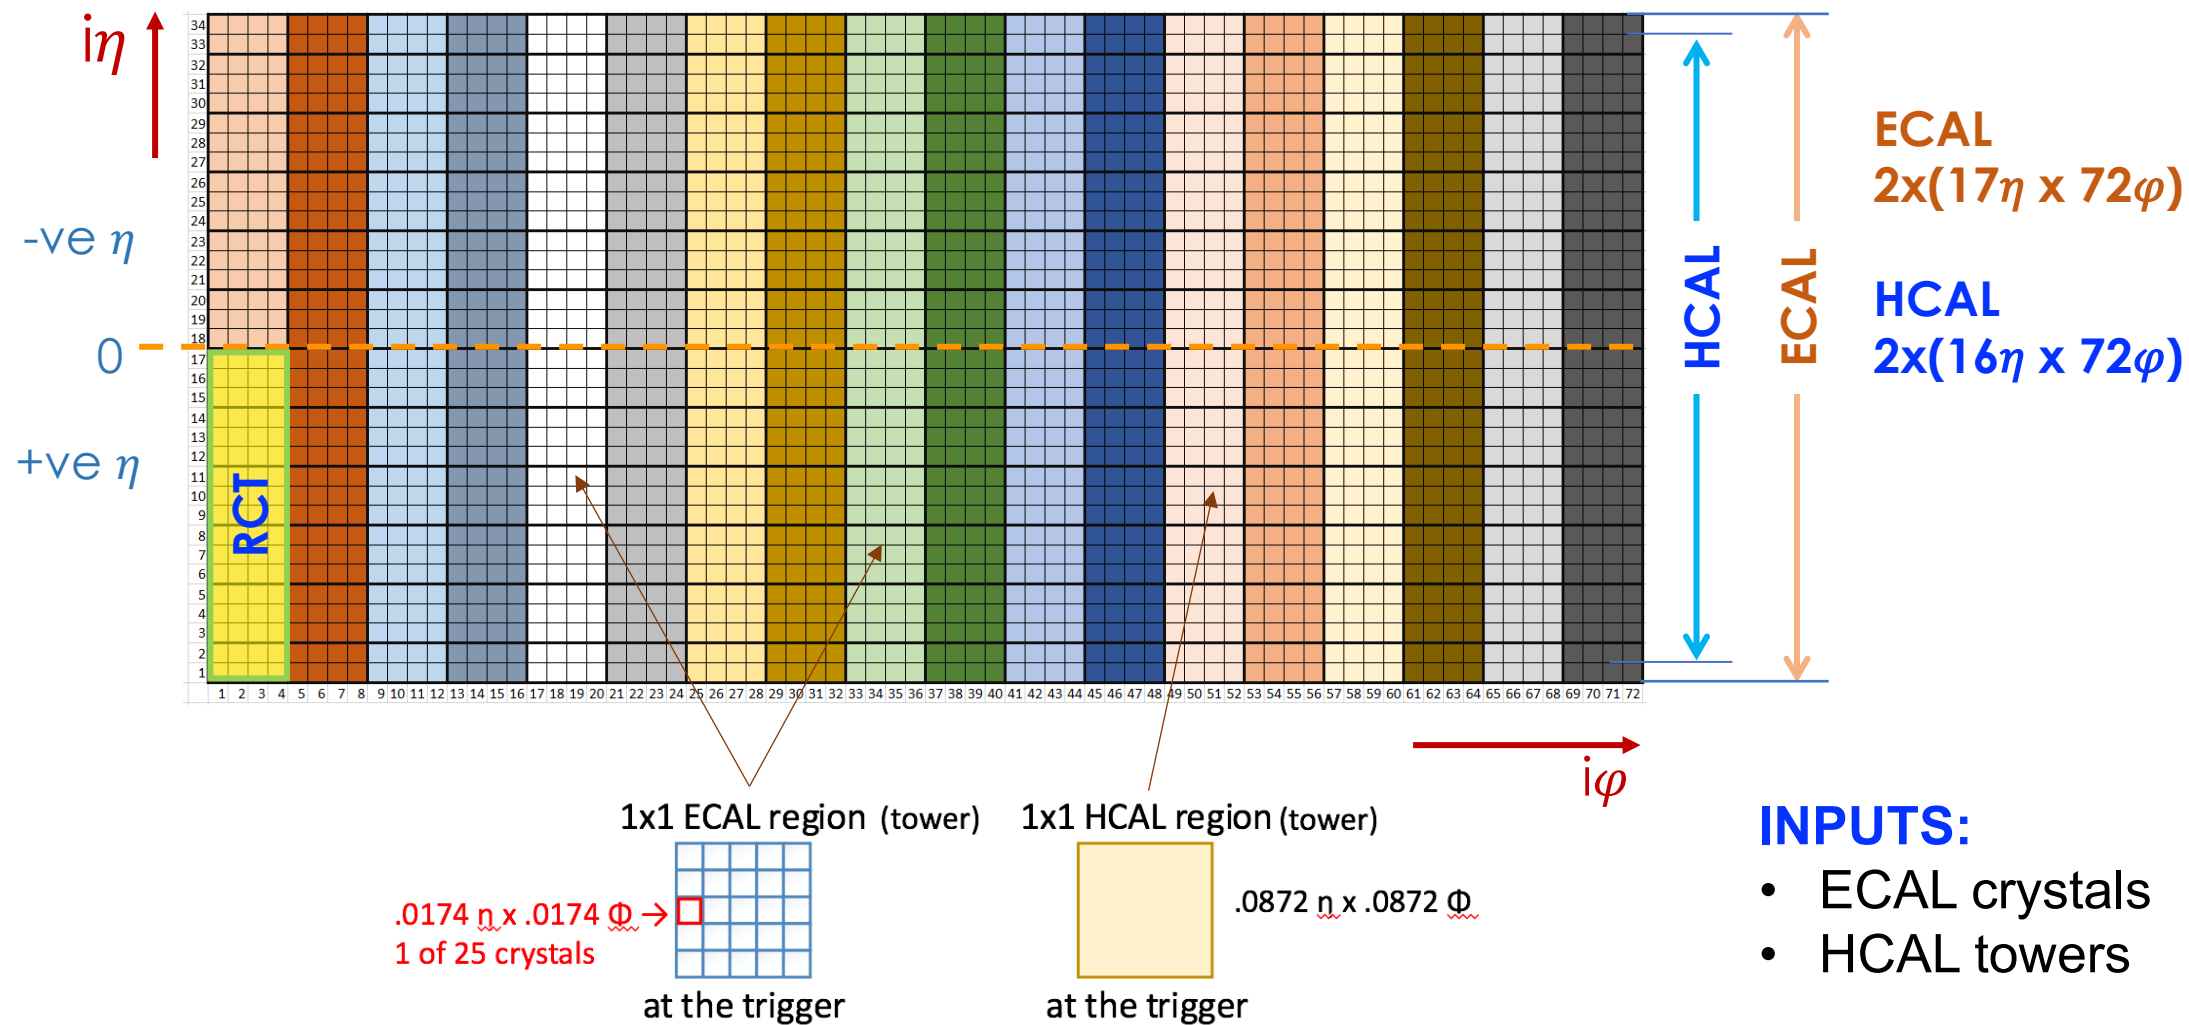 iη
34
33
32
31
30
29
28
27
26
25
24
23
22
21
20
19
18
17
16
15
14
13
12
11
10
9
8
7
6
5
4
3
2
1
-ve η
0
+ve η
RCT
1 2 3 4 5 6 7 8 9 10 11 12 13 14 15 16 17 18 19 20 21 22 23 24 25 26 27 28 29 30 31 32 33 34 35 36 37 38 39 40 41 42 43 44 45 46 47 48 49 50 51 52 53 54 55 56 57 58 59 60 61 62 63 64 65 66 67 68 69 70 71 72
HCAL
ECAL
ECAL
2x(17η x 72φ)
HCAL
2x(16η x 72φ)
iφ
1x1 ECAL region (tower)
.0174 η x .0174 Φ →
1 of 25 crystals
at the trigger
1x1 HCAL region (tower)
.0872 η x .0872 Φ
at the trigger
INPUTS:
• ECAL crystals
• HCAL towers